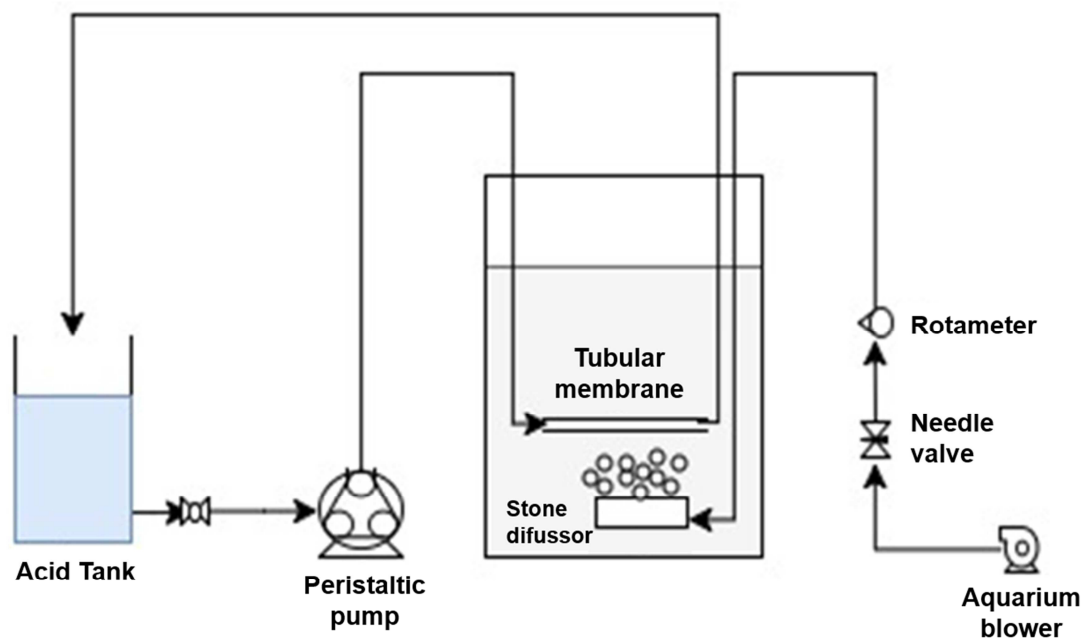 Tubular
membrane
Stone
difussor
Rotameter
Needle
valve
Acid Tank
Peristaltic
pump
Aquarium
blower